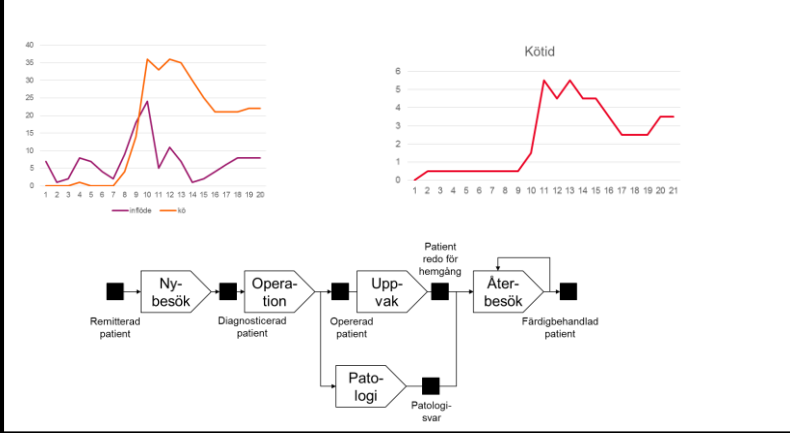 40
35
30
25
20
15
10
5
0
1 2 3 4 5 6 7 8 9 10 11 12 13 14 15 16 17 18 19 20
inflöde kö
Kötid
6
5
4
3
2
1
0
1 2 3 4 5 6 7 8 9 10 11 12 13 14 15 16 17 18 19 20 21
Ny-
besök
Opera-
tion
Upp-
vak
Patient
redo för
hemgång
Åter-
besök
Remitterad
patient
Diagnosticerad
patient
Opererad
patient
Färdigbehandlad
patient
Pato-
logi
Patologi-
svar